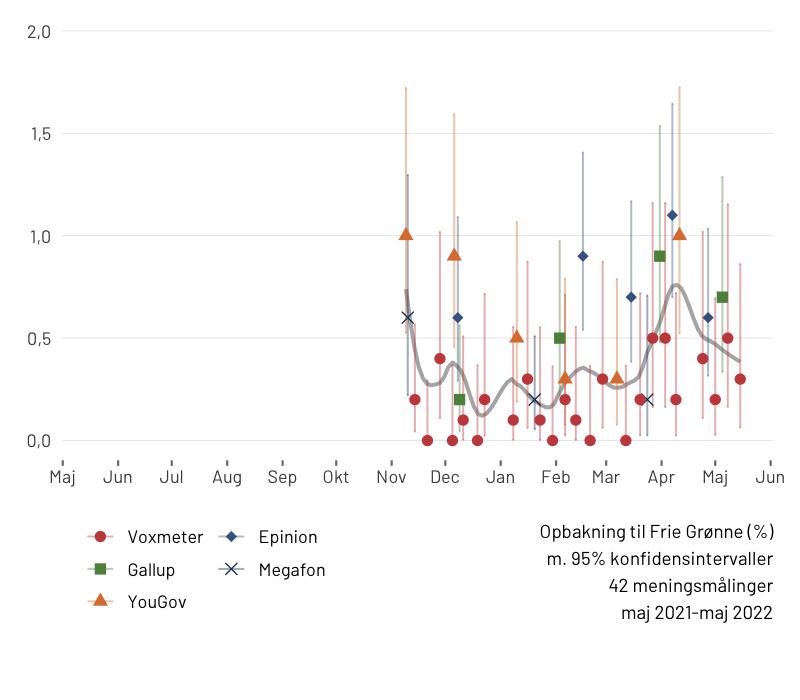 2,0
1,5
1,0
0,5
0,0
Maj Jun Jul Aug Sep Okt Nov Dec Jan Feb Mar Apr Maj Jun
Voxmeter Epinion
Gallup Megafon
YouGov
Opbakning til Frie Grønne (%)
m. 95% konfidensintervaller
42 meningsmålinger
maj 2021-maj 2022